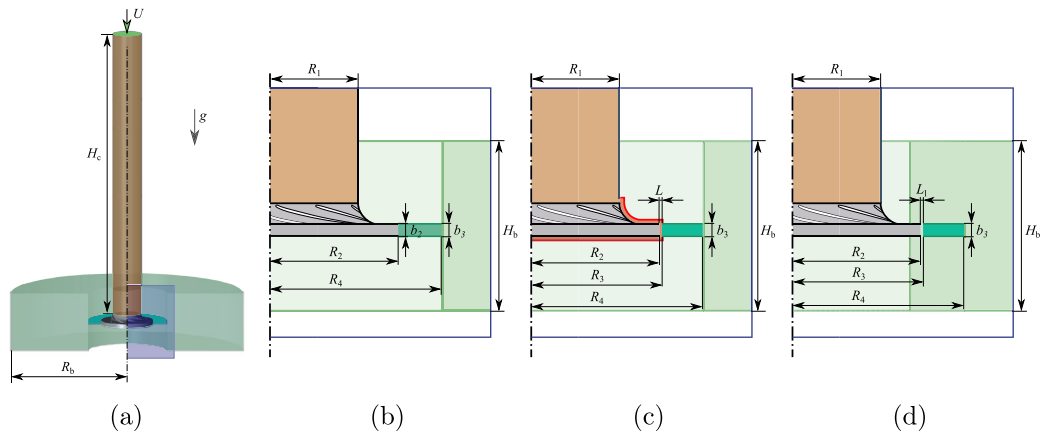 U
g
H_c
R_b
(a)
R_1
b_2
b_3
H_b
R_2
R_4
(b)
R_1
L
b_3
H_b
R_2
R_3
R_4
(c)
R_1
L_1
b_3
H_b
R_2
R_3
R_4
(d)